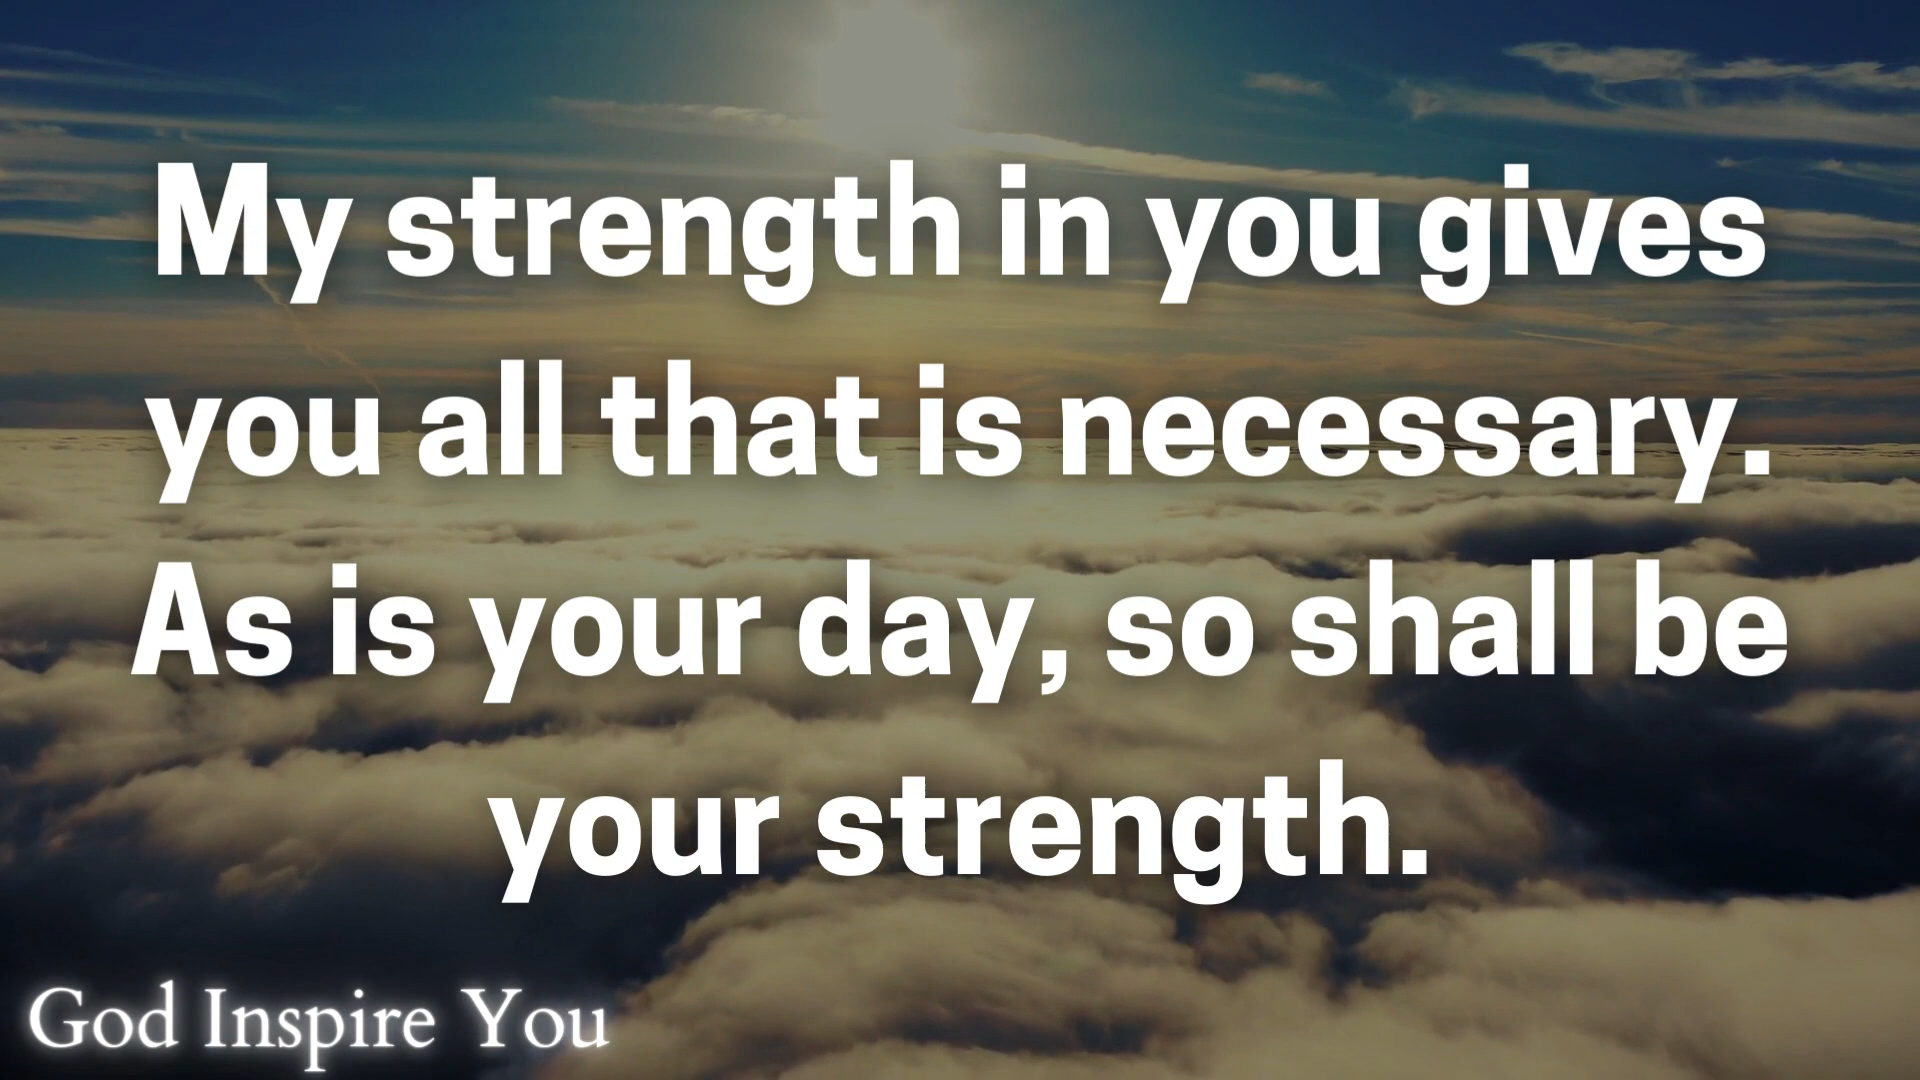 My strength in you gives
you all that is necessary.
As is your day, so shall be
your strength.
God Inspire You